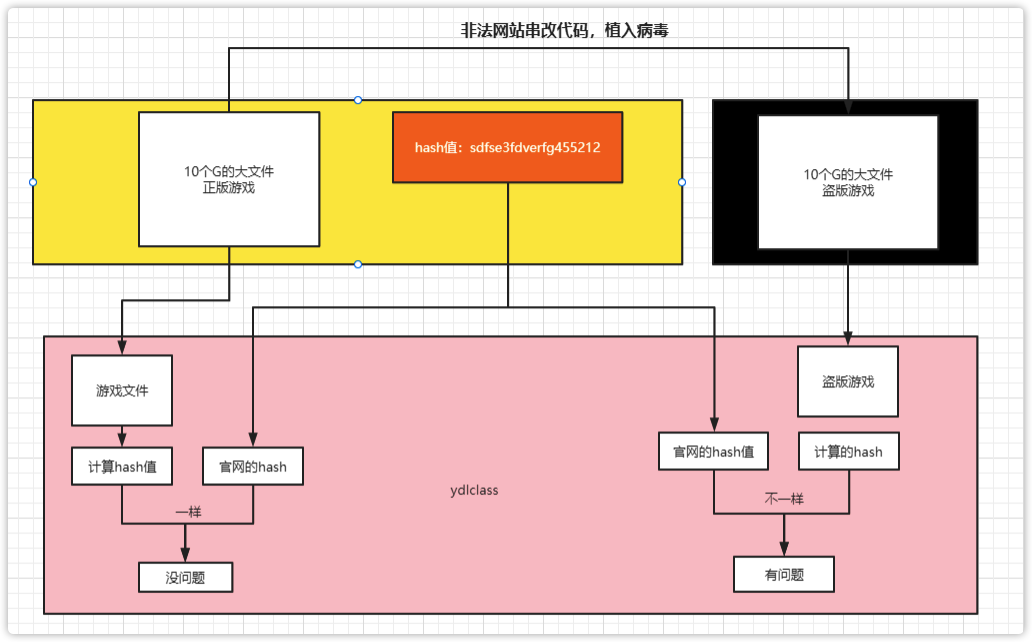 非法网站串改代码，植入病毒
10个G的大文件
正版游戏
hash值：sdfse3fdverfg455212
10个G的大文件
盗版游戏
游戏文件
盗版游戏
计算hash值
官网的hash
官网的hash值
计算的hash
ydlclass
一样
不一样
没问题
有问题